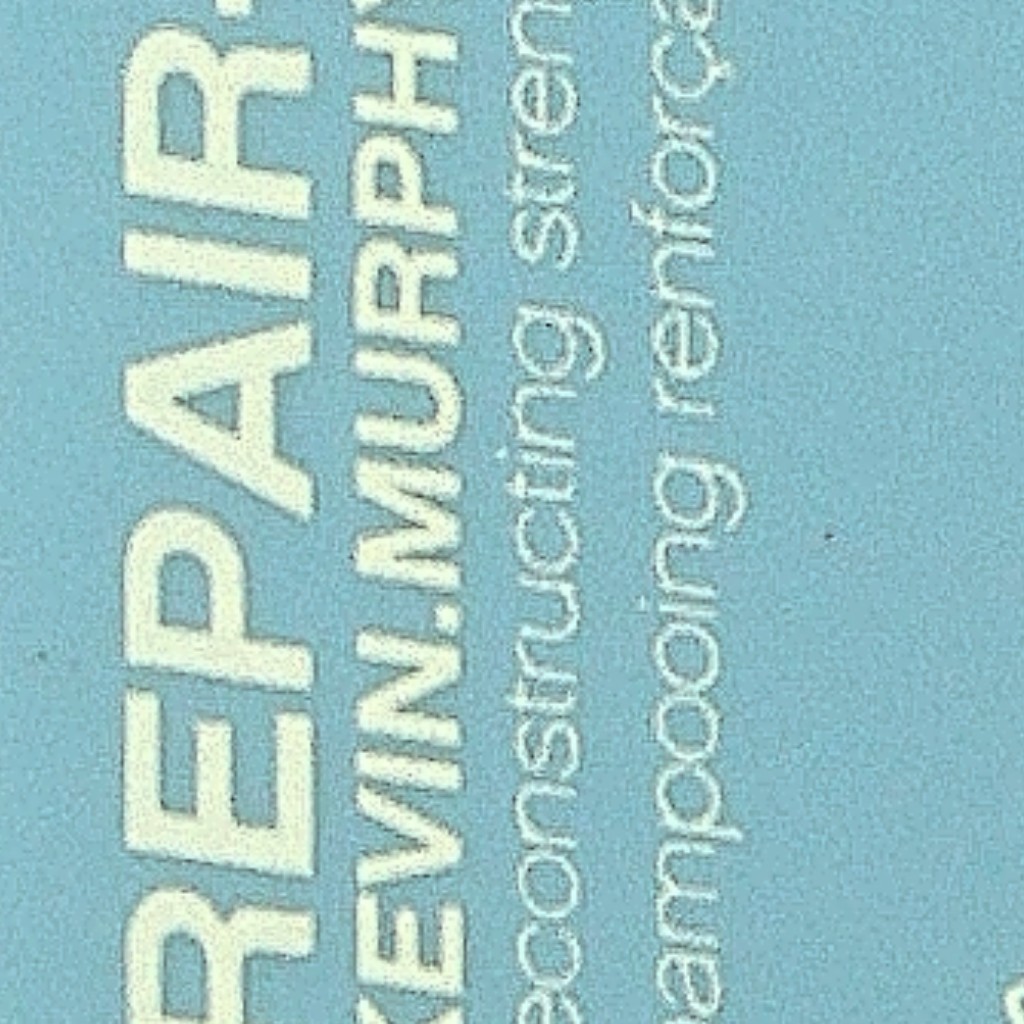 REPAIR
KEVIN.MURPHY
econstructing stren
ampooing renforça